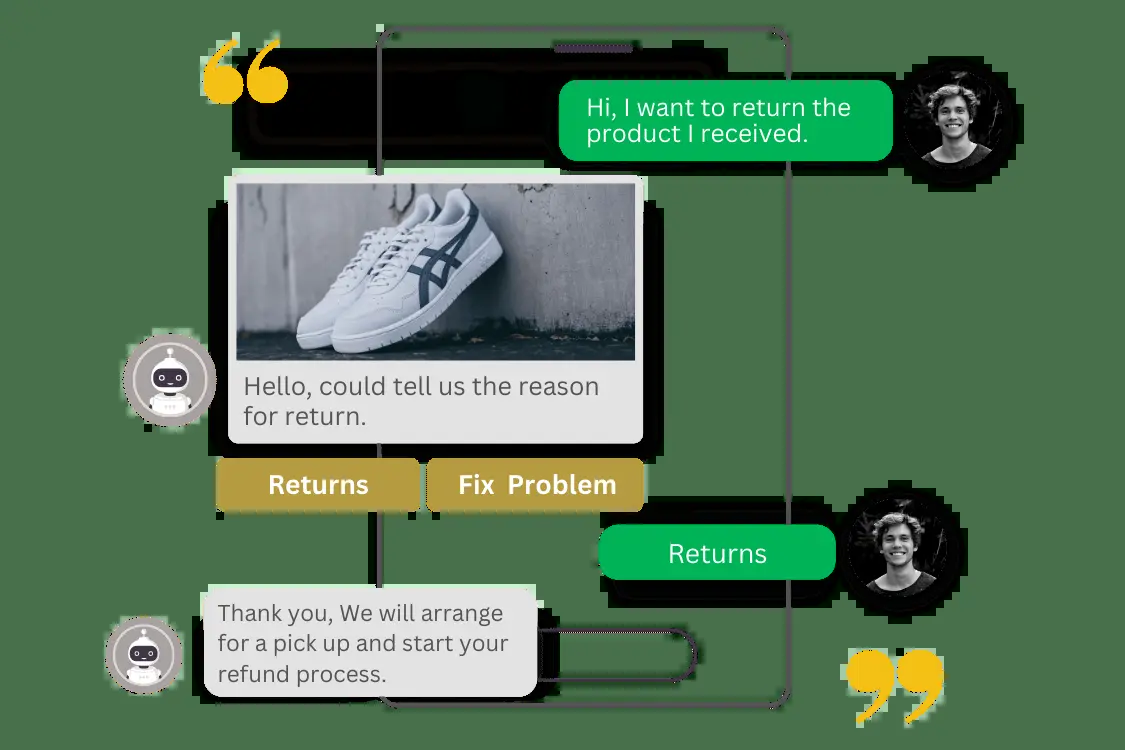 Hi, I want to return the
product I received.
Hello, could tell us the reason
for return.
Returns
Fix Problem
Returns
Thank you, We will arrange
for a pick up and start your
refund process.